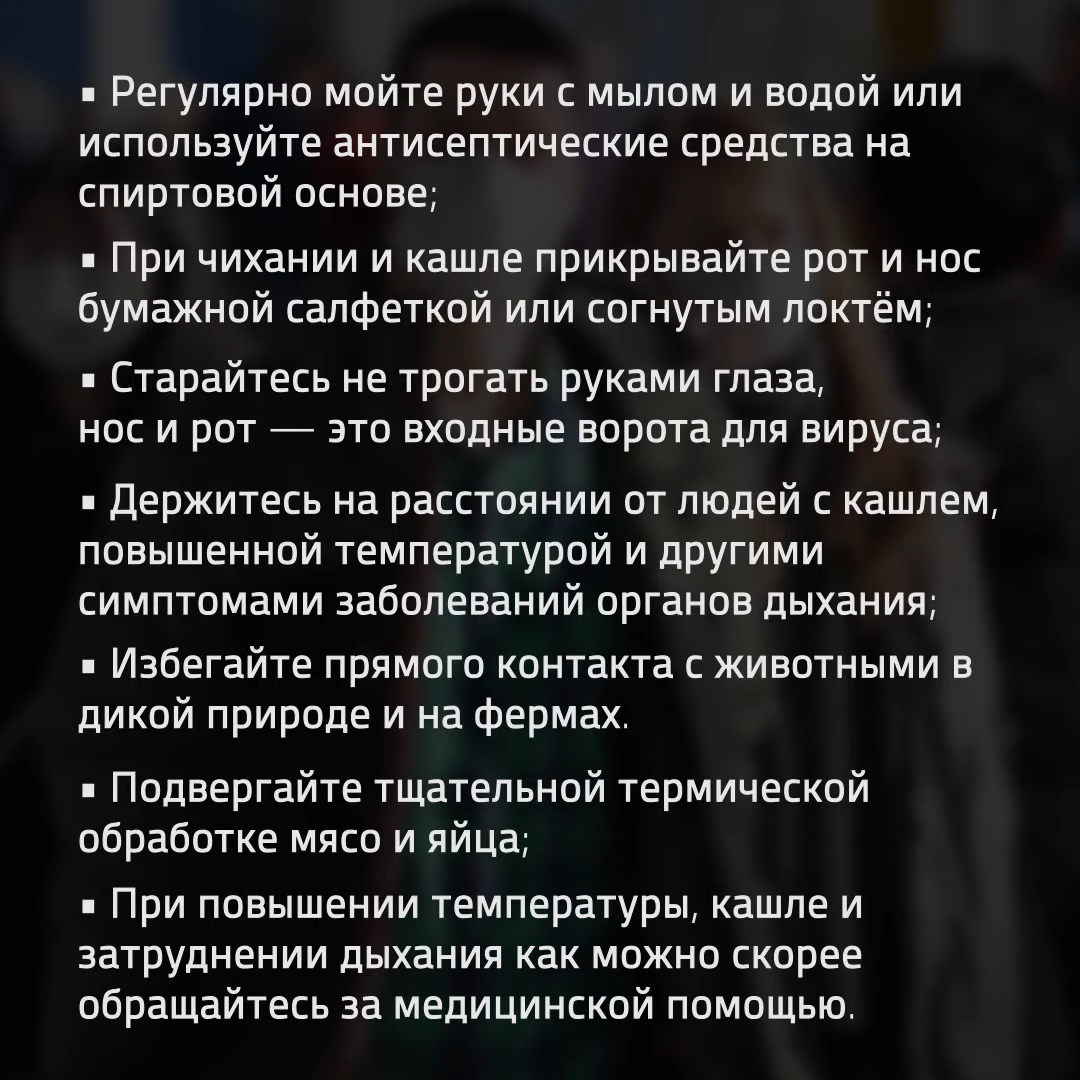 ▪ Регулярно мойте руки с мылом и водой или
используйте антисептические средства на
спиртовой основе;
▪ При чихании и кашле прикрывайте рот и нос
бумажной салфеткой или согнутым локтём;
▪ Старайтесь не трогать руками глаза,
нос и рот — это входные ворота для вируса;
▪ Держитесь на расстоянии от людей с кашлем,
повышенной температурой и другими
симптомами заболеваний органов дыхания;
▪ Избегайте прямого контакта с животными в
дикой природе и на фермах.
▪ Подвергайте тщательной термической
обработке мясо и яйца;
▪ При повышении температуры, кашле и
затруднении дыхания как можно скорее
обращайтесь за медицинской помощью.